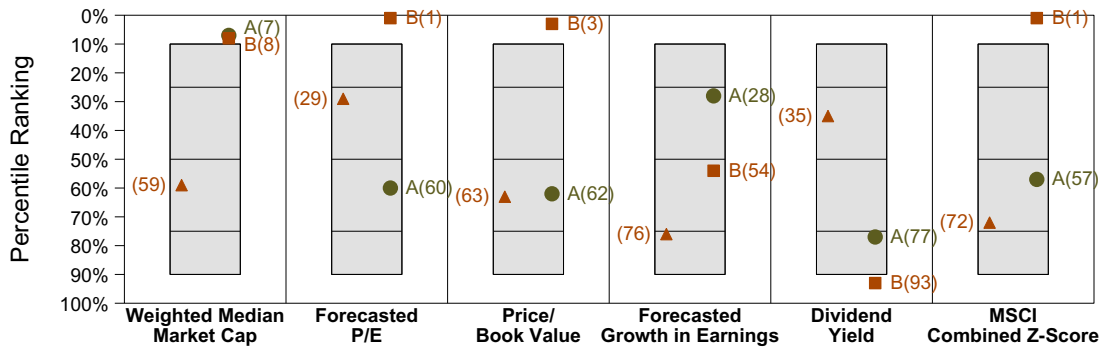 Percentile Ranking
0%
10%
20%
30%
40%
50%
60%
70%
80%
90%
100%
A(7)
B(8)
(59)
B(1)
(29)
A(60)
B(3)
(63)
A(62)
A(28)
B(54)
(76)
(35)
A(77)
B(93)
B(1)
A(57)
(72)
Weighted Median
Market Cap
Forecasted
P/E
Price/
Book Value
Forecasted
Growth in Earnings
Dividend
Yield
MSCI
Combined Z-Score